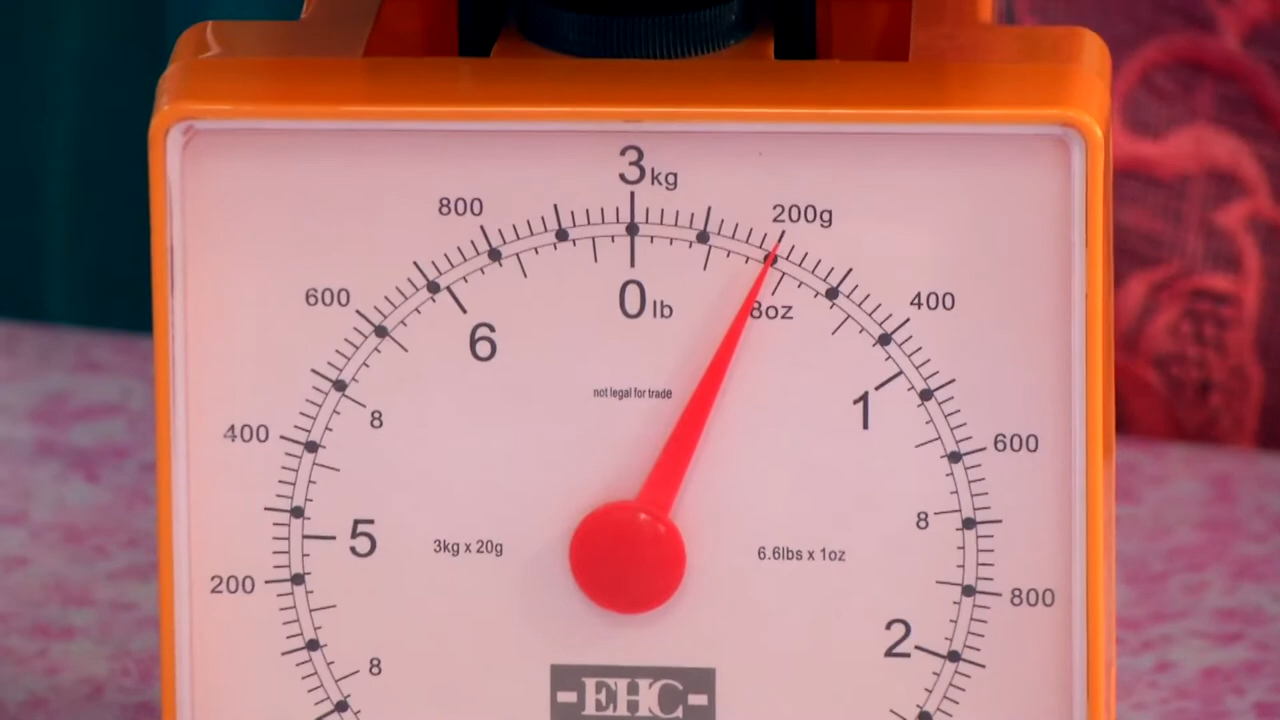 3kg
800
200g
600
0lb
8oz
400
6
not legal for trade
1
400
8
600
8
5
3kg x 20g
6.6lbs x 1oz
200
800
2
8
-EHC-